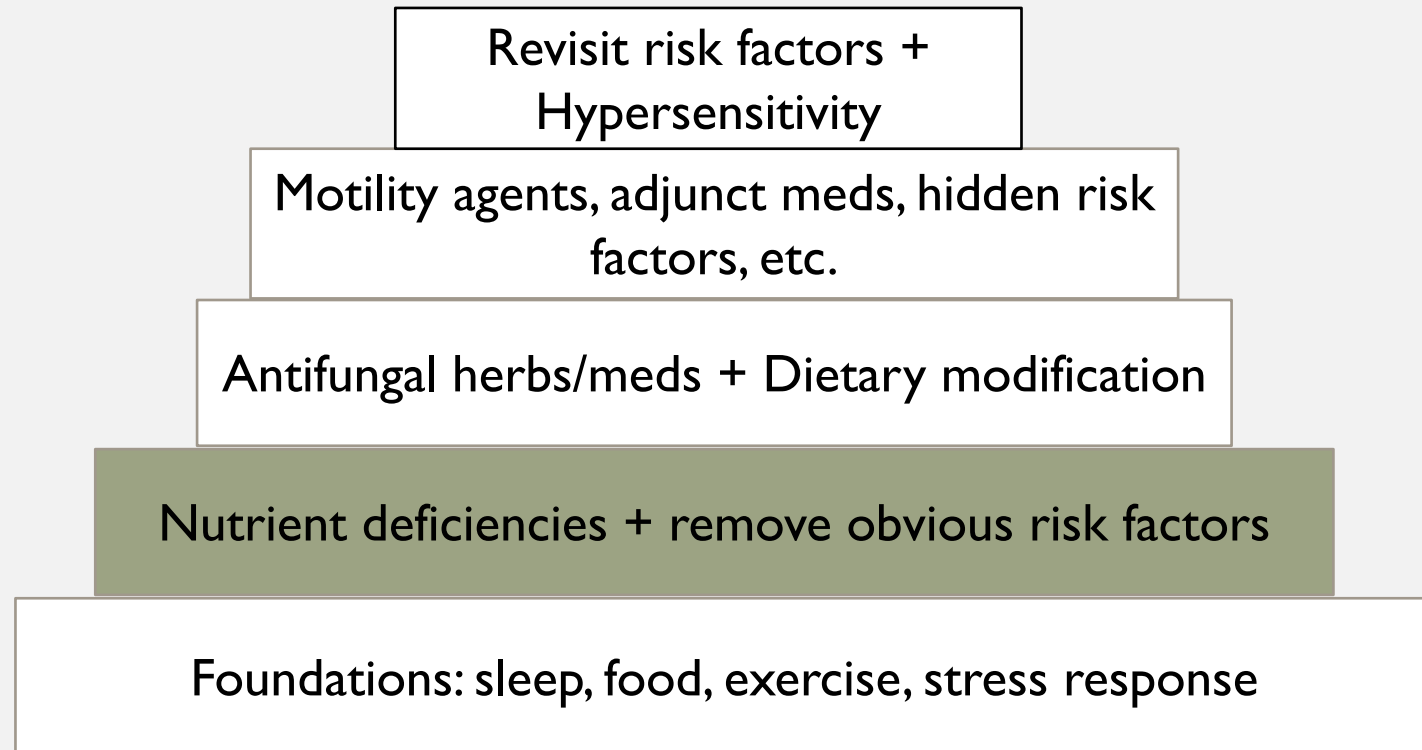 Revisit risk factors +
Hypersensitivity
Motility agents, adjunct meds, hidden risk
factors, etc.
Antifungal herbs/meds + Dietary modification
Nutrient deficiencies + remove obvious risk factors
Foundations: sleep, food, exercise, stress response